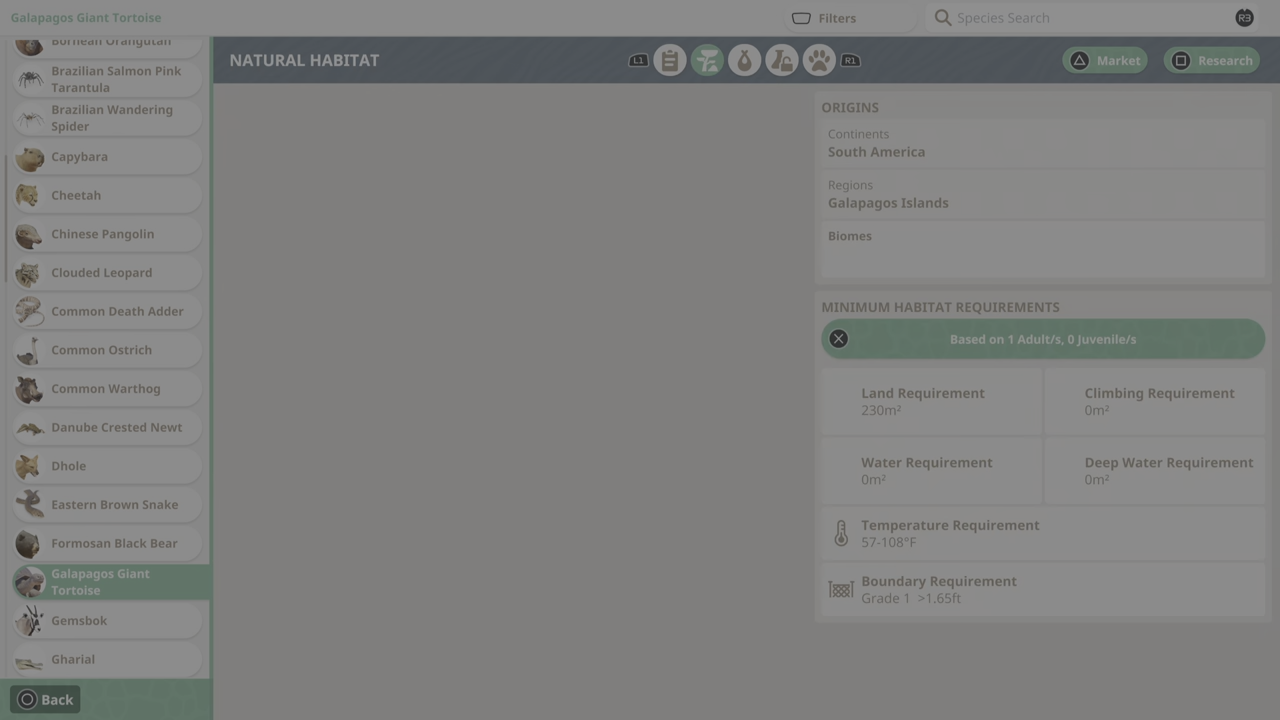 Galapagos Giant Tortoise
Filters
Species Search
R3
Bornean Orangutan
Brazilian Salmon Pink
Tarantula
Brazilian Wandering
Spider
Capybara
Cheetah
Chinese Pangolin
Clouded Leopard
Common Death Adder
Common Ostrich
Common Warthog
Danube Crested Newt
Dhole
Eastern Brown Snake
Formosan Black Bear
Galapagos Giant
Tortoise
Gemsbok
Gharial
Back
NATURAL HABITAT
L1
R1
Market
Research
ORIGINS
Continents
South America
Regions
Galapagos Islands
Biomes
MINIMUM HABITAT REQUIREMENTS
Based on 1 Adult/s, 0 Juvenile/s
Land Requirement
230m²
Climbing Requirement
0m²
Water Requirement
0m²
Deep Water Requirement
0m²
Temperature Requirement
57-108°F
Boundary Requirement
Grade 1 >1.65ft